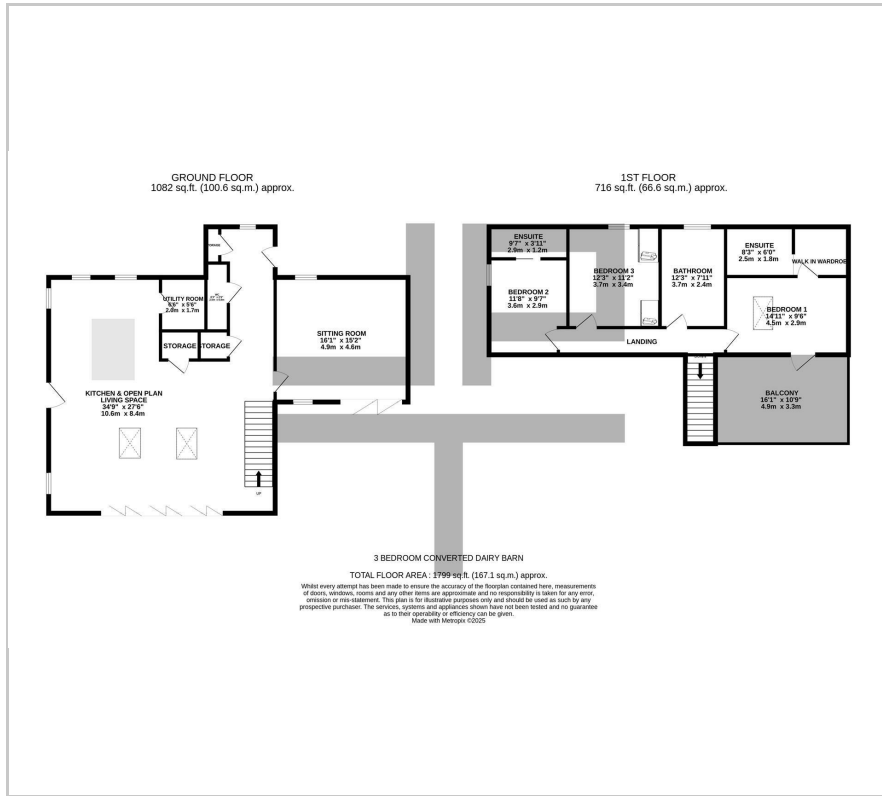 GROUND FLOOR
1082 sq.ft. (100.6 sq.m.) approx.
STORAGE
UTILITY ROOM
6'6" x 5'6"
2.0m x 1.7m
STORAGE
STORAGE
SITTING ROOM
16'1" x 15'2"
4.9m x 4.6m
KITCHEN & OPEN PLAN
LIVING SPACE
34'9" x 27'6"
10.6m x 8.4m
UP
1ST FLOOR
716 sq.ft. (66.6 sq.m.) approx.
ENSUITE
9'7" x 3'11"
2.9m x 1.2m
BEDROOM 2
11'8" x 9'7"
3.6m x 2.9m
BEDROOM 3
12'3" x 11'2"
3.7m x 3.4m
BATHROOM
12'3" x 7'11"
3.7m x 2.4m
ENSUITE
8'3" x 6'0"
2.5m x 1.8m
WALK IN WARDROBE
BEDROOM 1
14'11" x 9'6"
4.5m x 2.9m
LANDING
BALCONY
16'1" x 10'9"
4.9m x 3.3m
3 BEDROOM CONVERTED DAIRY BARN
TOTAL FLOOR AREA : 1799 sq.ft. (167.1 sq.m.) approx.
Whilst every attempt has been made to ensure the accuracy of the floorplan contained here, measurements
of doors, windows, rooms and any other items are approximate and no responsibility is taken for any error,
omission or mis-statement. This plan is for illustrative purposes only and should be used as such by any
prospective purchaser. The services, systems and appliances shown have not been tested and no guarantee
as to their operability or efficiency can be given.
Made with Metropix ©2025